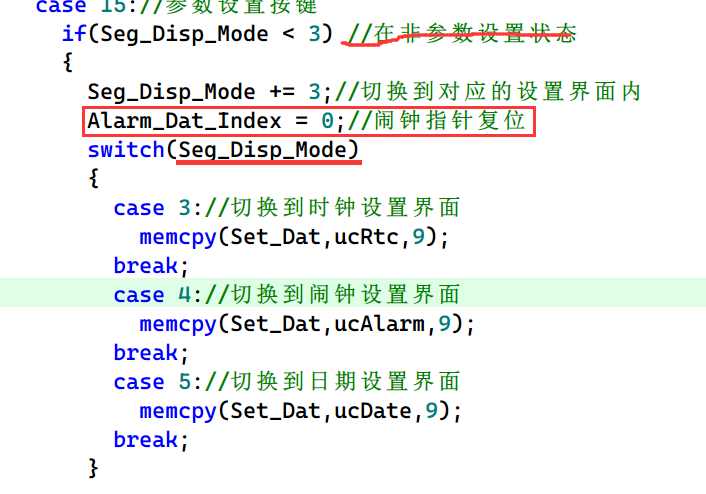 case 15://参数设置按键
if(Seg_Disp_Mode < 3) //在非参数设置状态
{
Seg_Disp_Mode += 3;//切换到对应的设置界面内
Alarm_Dat_Index = 0;//闹钟指针复位
switch(Seg_Disp_Mode)
{
case 3://切换到时钟设置界面
memcpy(Set_Dat,ucRtc,9);
break;
case 4://切换到闹钟设置界面
memcpy(Set_Dat,ucAlarm,9);
break;
case 5://切换到日期设置界面
memcpy(Set_Dat,ucDate,9);
break;
}